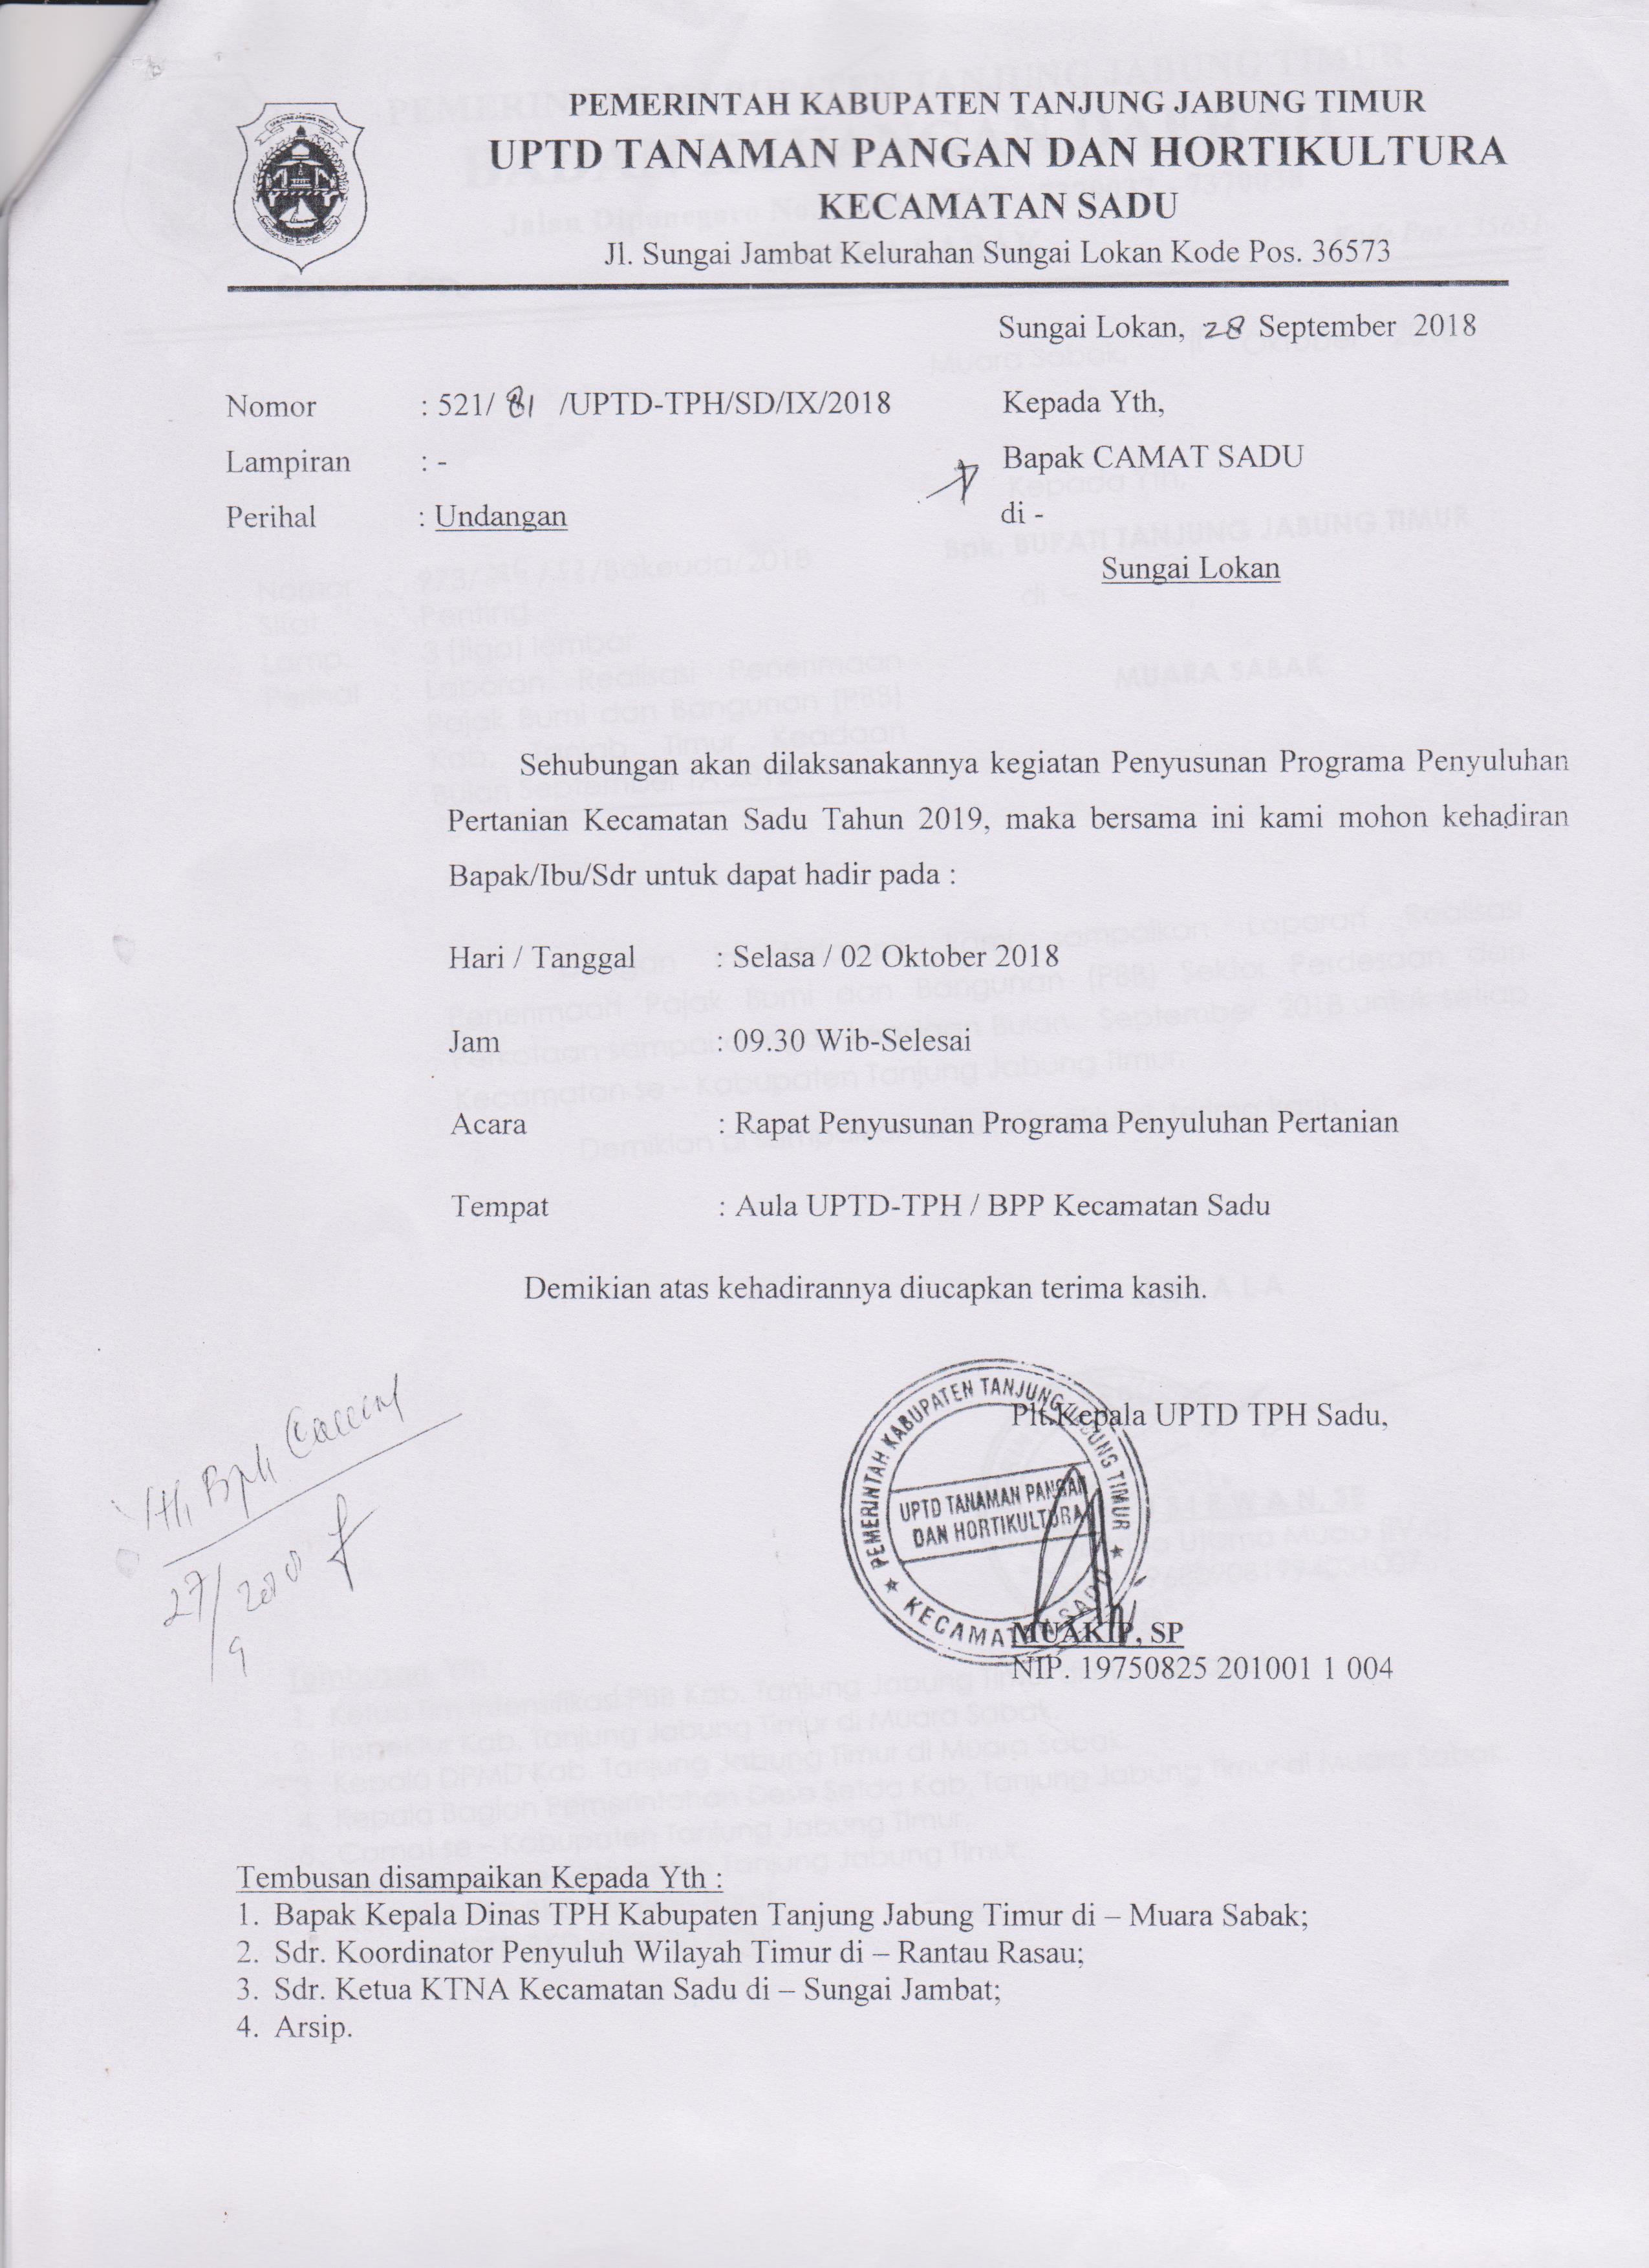 PEMERINTAH KABUPATEN TANJUNG JABUNG TIMUR
UPTD TANAMAN PANGAN DAN HORTIKULTURA
KECAMATAN SADU
Jl. Sungai Jambat Kelurahan Sungai Lokan Kode Pos. 36573
Sungai Lokan, 28 September 2018
Nomor : 521/ 81 /UPTD-TPH/SD/IX/2018
Lampiran : -
Perihal : Undangan
Kepada Yth,
Bapak CAMAT SADU
di -
Sungai Lokan
Sehubungan akan dilaksanakannya kegiatan Penyusunan Programa Penyuluhan
Pertanian Kecamatan Sadu Tahun 2019, maka bersama ini kami mohon kehadiran
Bapak/Ibu/Sdr untuk dapat hadir pada :
Hari / Tanggal : Selasa / 02 Oktober 2018
Jam : 09.30 Wib-Selesai
Acara : Rapat Penyusunan Programa Penyuluhan Pertanian
Tempat : Aula UPTD-TPH / BPP Kecamatan Sadu
Demikian atas kehadirannya diucapkan terima kasih.
Plt.Kepala UPTD TPH Sadu,
PEMERINTAH KABUPATEN TANJUNG JABUNG TIMUR
UPTD TANAMAN PANGAN
DAN HORTIKULTURA
KECAMATAN SADU
MUAKIP, SP
NIP. 19750825 201001 1 004
Yth Bpk
27/9
Tembusan disampaikan Kepada Yth :
1. Bapak Kepala Dinas TPH Kabupaten Tanjung Jabung Timur di – Muara Sabak;
2. Sdr. Koordinator Penyuluh Wilayah Timur di – Rantau Rasau;
3. Sdr. Ketua KTNA Kecamatan Sadu di – Sungai Jambat;
4. Arsip.